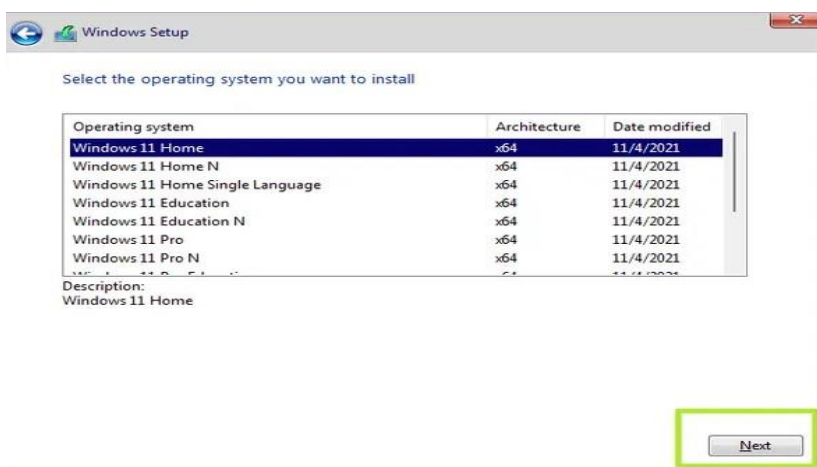 Windows Setup
Select the operating system you want to install
Operating system Architecture Date modified
Windows 11 Home x64 11/4/2021
Windows 11 Home N x64 11/4/2021
Windows 11 Home Single Language x64 11/4/2021
Windows 11 Education x64 11/4/2021
Windows 11 Education N x64 11/4/2021
Windows 11 Pro x64 11/4/2021
Windows 11 Pro N x64 11/4/2021
Description:
Windows 11 Home
Next